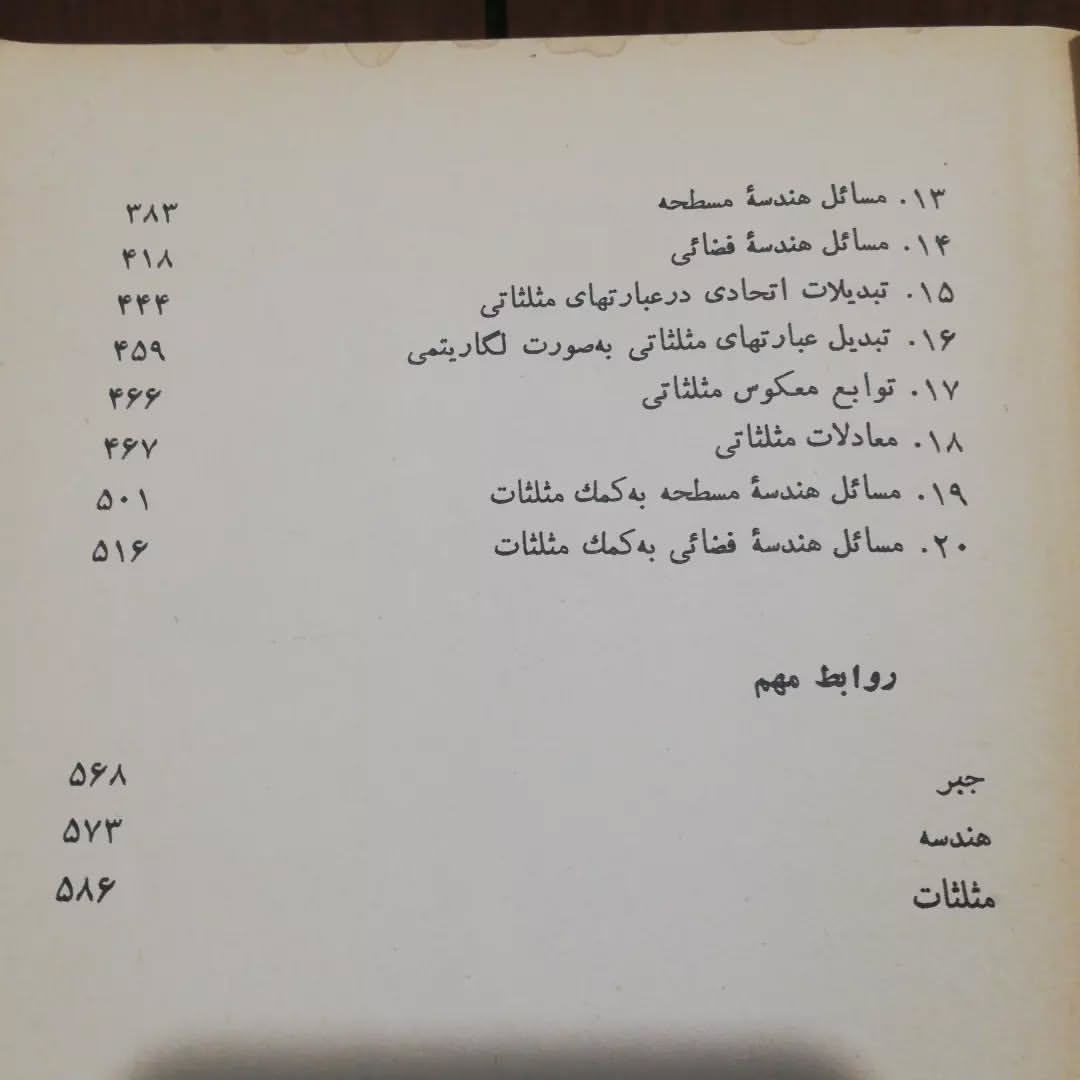 ۱۳. مسائل هندسهٔ مسطحه ۳۸۳
۱۴. مسائل هندسهٔ فضائی ۴۱۸
۱۵. تبدیلات اتحادی درعبارتهای مثلثاتی ۴۴۴
۱۶. تبدیل عبارتهای مثلثاتی به‌صورت لگاریتمی ۴۵۹
۱۷. توابع معکوس مثلثاتی ۴۶۶
۱۸. معادلات مثلثاتی ۴۶۷
۱۹. مسائل هندسهٔ مسطحه به‌کمك مثلثات ۵۰۱
۲۰. مسائل هندسهٔ فضائی به‌کمك مثلثات ۵۱۶
روابط مهم
جبر ۵۶۸
هندسه ۵۷۳
مثلثات ۵۸۶